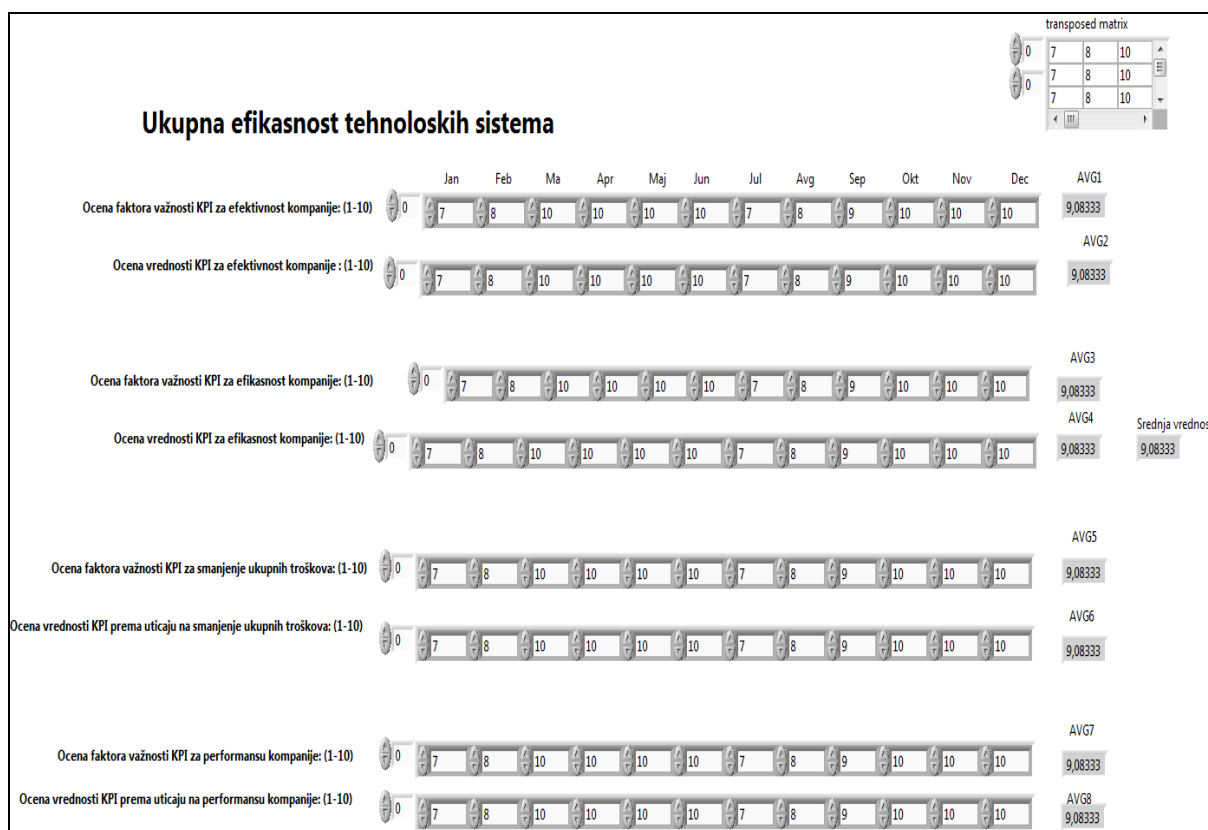 transposed matrix
0 7 8 10
7 8 10
0 7 8 10
Ukupna efikasnost tehnoloskih sistema
Jan Feb Ma Apr Maj Jun Jul Avg Sep Okt Nov Dec AVG1
Ocena faktora važnosti KPI za efektivnost kompanije: (1-10) 0 7 8 10 10 10 10 7 8 9 10 10 10 9,08333
AVG2
Ocena vrednosti KPI za efektivnost kompanije : (1-10) 0 7 8 10 10 10 10 7 8 9 10 10 10 9,08333
AVG3
Ocena faktora važnosti KPI za efikasnost kompanije: (1-10) 0 7 8 10 10 10 10 7 8 9 10 10 10 9,08333
AVG4 Srednja vrednos
Ocena vrednosti KPI za efikasnost kompanije: (1-10) 0 7 8 10 10 10 10 7 8 9 10 10 10 9,08333 9,08333
AVG5
Ocena faktora važnosti KPI za smanjenje ukupnih troškova: (1-10) 0 7 8 10 10 10 10 7 8 9 10 10 10 9,08333
AVG6
Ocena vrednosti KPI prema uticaju na smanjenje ukupnih troškova: (1-10) 0 7 8 10 10 10 10 7 8 9 10 10 10 9,08333
AVG7
Ocena faktora važnosti KPI za performansu kompanije: (1-10) 0 7 8 10 10 10 10 7 8 9 10 10 10 9,08333
AVG8
Ocena vrednosti KPI prema uticaju na performansu kompanije: (1-10) 0 7 8 10 10 10 10 7 8 9 10 10 10 9,08333